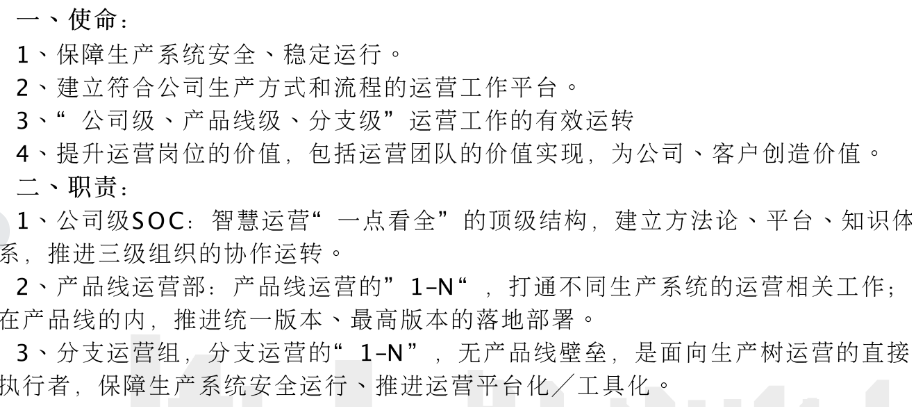 一、使命：
1、保障生产系统安全、稳定运行。
2、建立符合公司生产方式和流程的运营工作平台。
3、“公司级、产品线级、分支级”运营工作的有效运转
4、提升运营岗位的价值，包括运营团队的价值实现，为公司、客户创造价值。
二、职责：
1、公司级SOC：智慧运营“一点看全”的顶级结构，建立方法论、平台、知识体
系，推进三级组织的协作运转。
2、产品线运营部：产品线运营的”1-N“，打通不同生产系统的运营相关工作；
在产品线的内，推进统一版本、最高版本的落地部署。
3、分支运营组，分支运营的“1-N”，无产品线壁垒，是面向生产树运营的直接
执行者，保障生产系统安全运行、推进运营平台化／工具化。